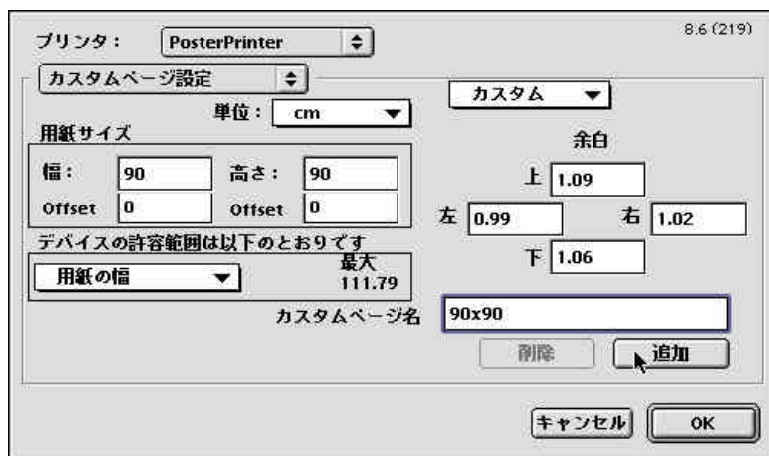 8.6 (219)
プリンタ： PosterPrinter
カスタムページ設定
単位： cm
カスタム
用紙サイズ
幅： 90 高さ： 90
Offset 0 Offset 0
余白
上 1.09
左 0.99 右 1.02
下 1.06
デバイスの許容範囲は以下のとおりです
用紙の幅 最大
111.79
カスタムページ名 90x90
削除 追加
キャンセル OK